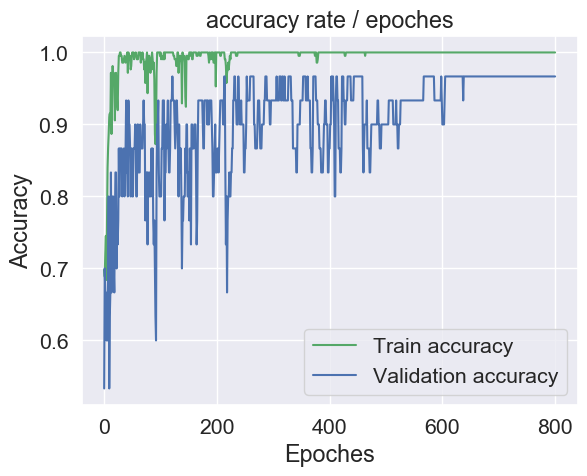 accuracy rate / epoches
1.0
0.9
0.8
0.7
0.6
Accuracy
0 200 400 600 800
Epoches
Train accuracy
Validation accuracy